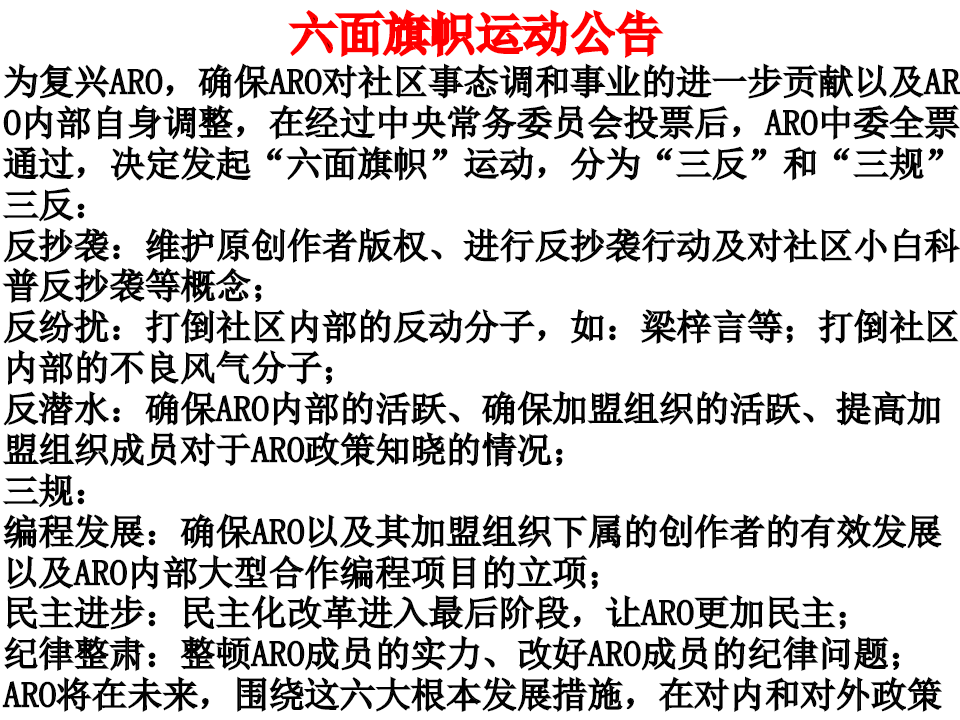 六面旗帜运动公告
为复兴ARO，确保ARO对社区事态调和事业的进一步贡献以及AR
O内部自身调整，在经过中央常务委员会投票后，ARO中委全票
通过，决定发起“六面旗帜”运动，分为“三反”和“三规”
三反：
反抄袭：维护原创作者版权、进行反抄袭行动及对社区小白科
普反抄袭等概念；
反纷扰：打倒社区内部的反动分子，如：梁梓言等；打倒社区
内部的不良风气分子；
反潜水：确保ARO内部的活跃、确保加盟组织的活跃、提高加
盟组织成员对于ARO政策知晓的情况；
三规：
编程发展：确保ARO以及其加盟组织下属的创作者的有效发展
以及ARO内部大型合作编程项目的立项；
民主进步：民主化改革进入最后阶段，让ARO更加民主；
纪律整肃：整顿ARO成员的实力、改好ARO成员的纪律问题；
ARO将在未来，围绕这六大根本发展措施，在对内和对外政策